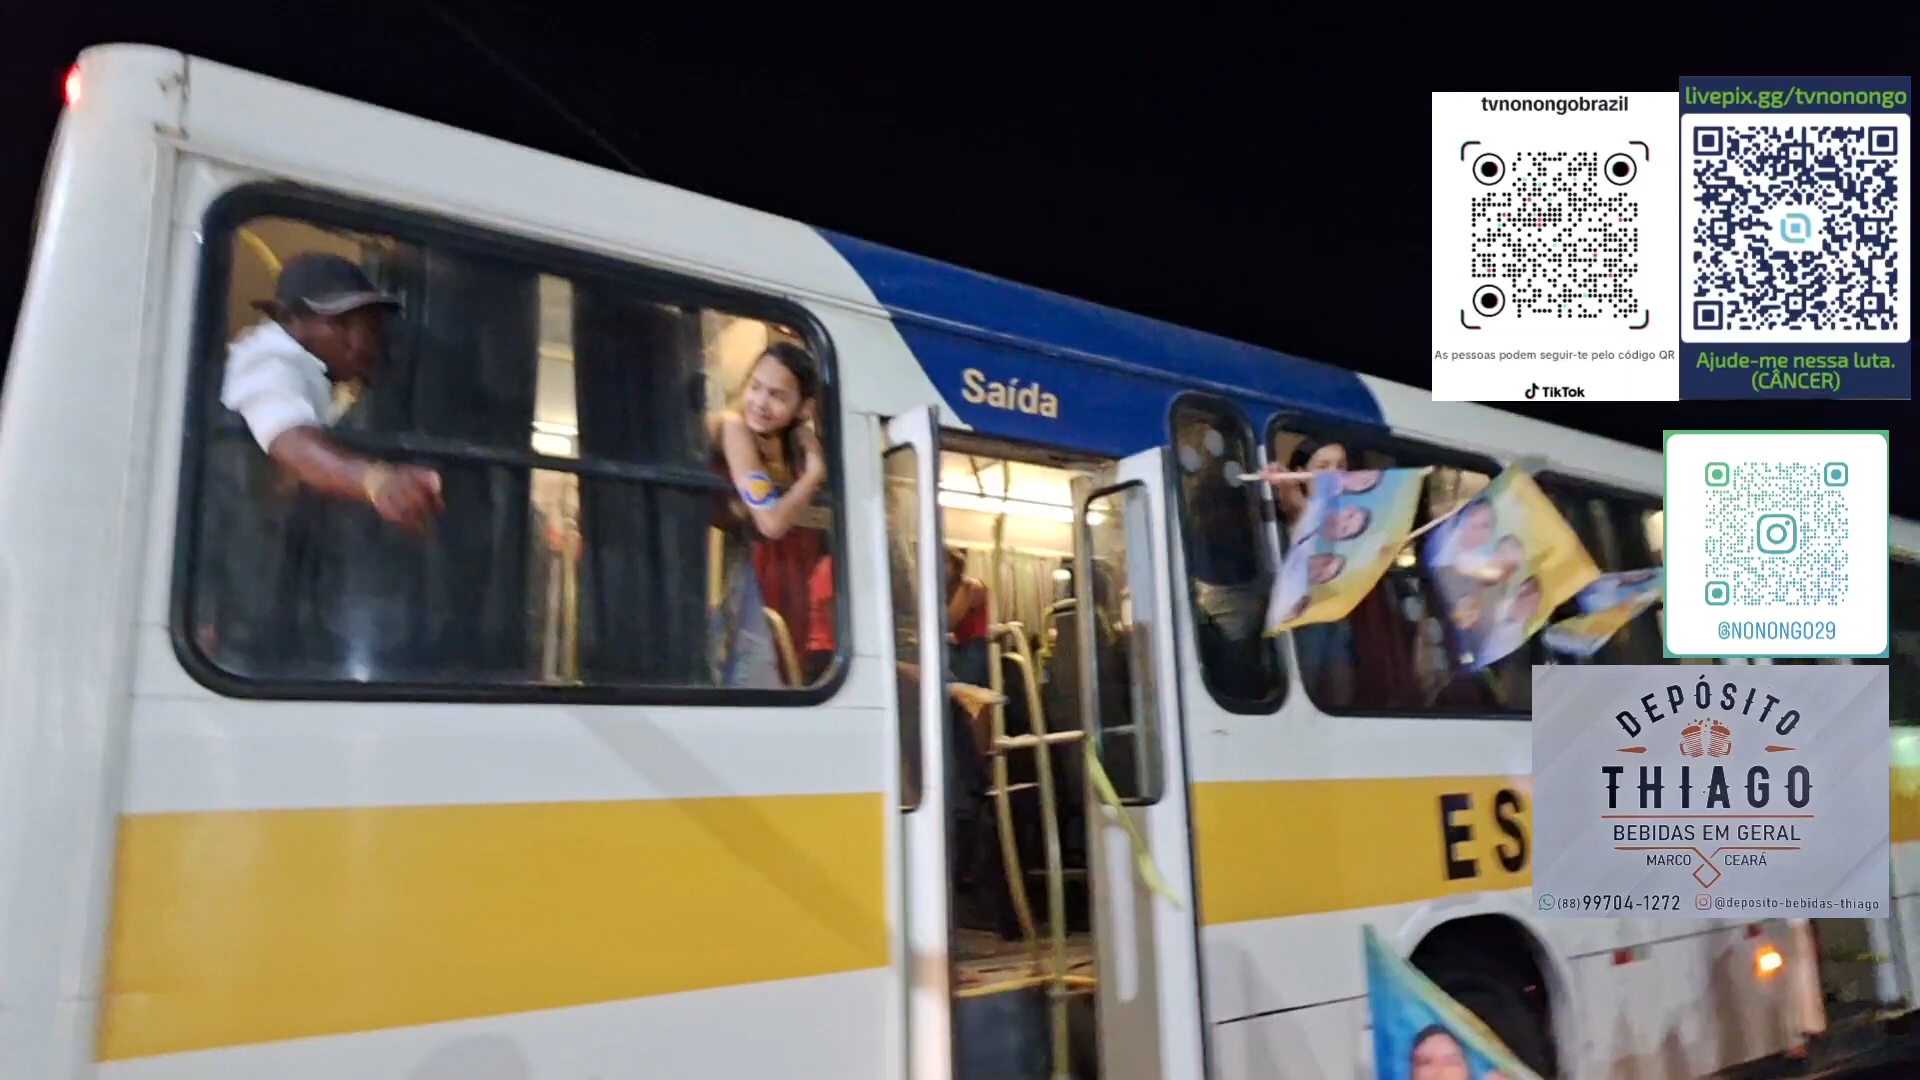 Saída
ES
tvnonongobrazil
As pessoas podem seguir-te pelo código QR
TikTok
livepix.gg/tvnonongo
Ajude-me nessa luta.
(CÂNCER)
@NONONGO29
DEPÓSITO
THIAGO
BEBIDAS EM GERAL
MARCO CEARÁ
(88) 99704-1272 @deposito-bebidas-thiago